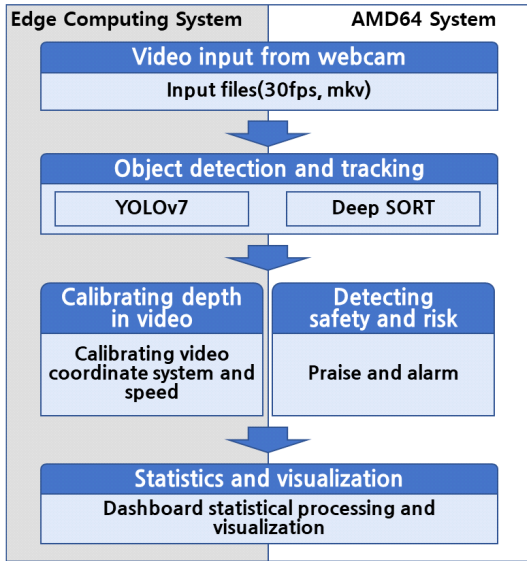 Edge Computing System
AMD64 System
Video input from webcam
Input files(30fps, mkv)
Object detection and tracking
YOLOv7
Deep SORT
Calibrating depth
in video
Calibrating video
coordinate system and
speed
Detecting
safety and risk
Praise and alarm
Statistics and visualization
Dashboard statistical processing and
visualization